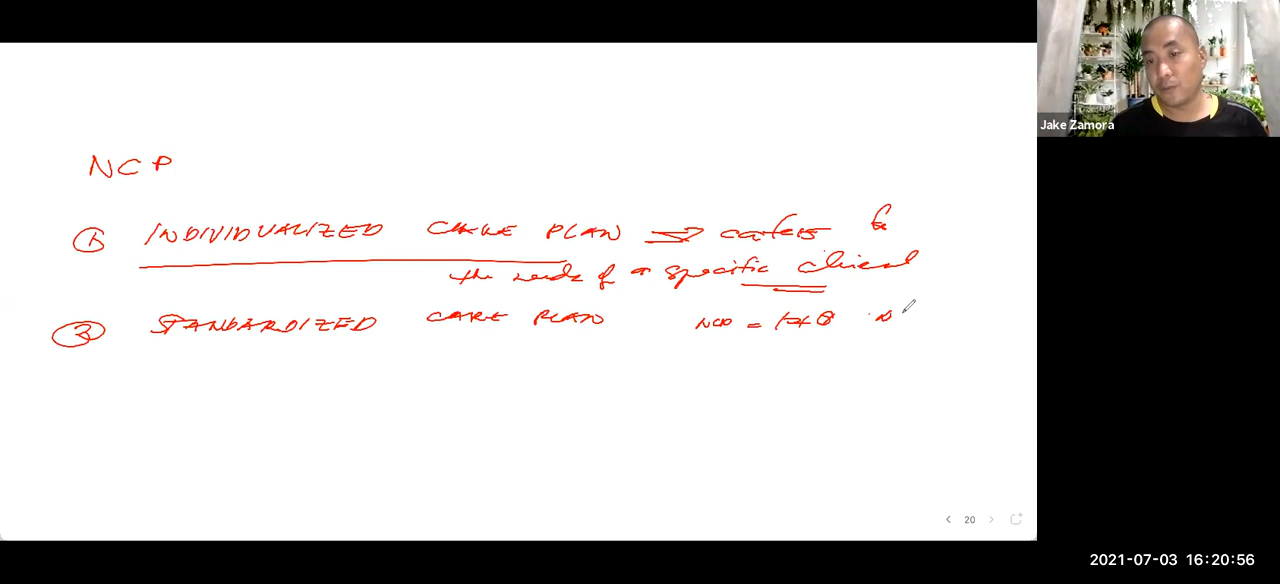 NCP
① INDIVIDUALIZED CARE PLAN ⇒ caters to
the needs of a specific client
② STANDARDIZED CARE PLAN NCP =
Jake Zamora
20
2021-07-03 16:20:56